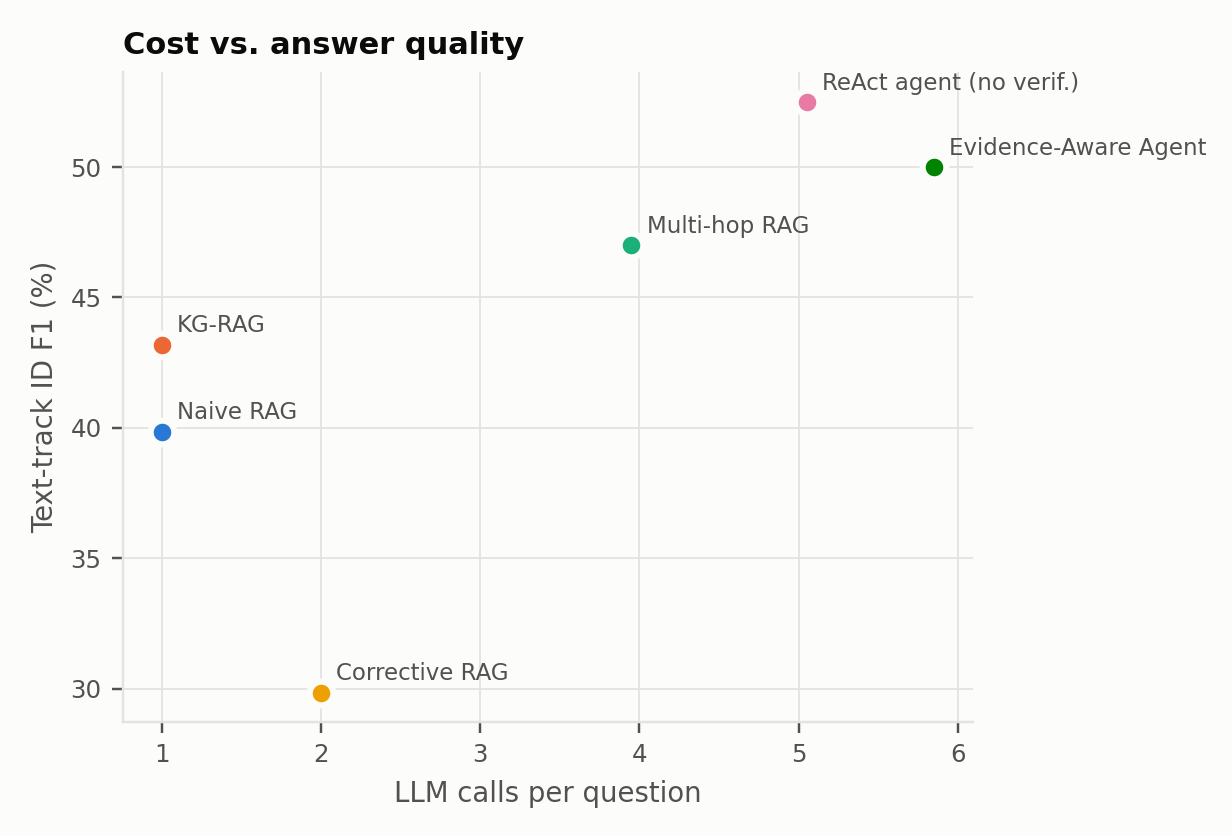 Cost vs. answer quality
ReAct agent (no verif.)
Evidence-Aware Agent
Multi-hop RAG
KG-RAG
Naive RAG
Corrective RAG
Text-track ID F1 (%)
50
45
40
35
30
1 2 3 4 5 6
LLM calls per question